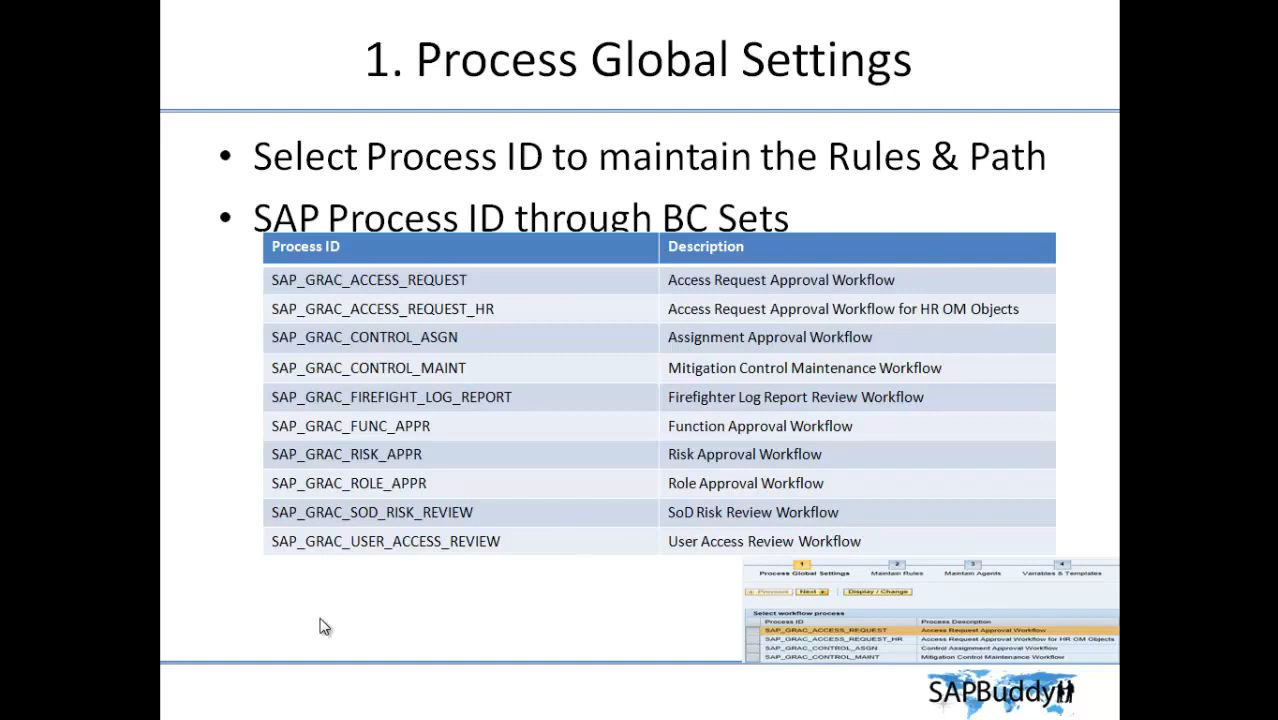 1. Process Global Settings
• Select Process ID to maintain the Rules & Path
• SAP Process ID through BC Sets
Process ID Description
SAP_GRAC_ACCESS_REQUEST Access Request Approval Workflow
SAP_GRAC_ACCESS_REQUEST_HR Access Request Approval Workflow for HR OM Objects
SAP_GRAC_CONTROL_ASGN Assignment Approval Workflow
SAP_GRAC_CONTROL_MAINT Mitigation Control Maintenance Workflow
SAP_GRAC_FIREFIGHT_LOG_REPORT Firefighter Log Report Review Workflow
SAP_GRAC_FUNC_APPR Function Approval Workflow
SAP_GRAC_RISK_APPR Risk Approval Workflow
SAP_GRAC_ROLE_APPR Role Approval Workflow
SAP_GRAC_SOD_RISK_REVIEW SoD Risk Review Workflow
SAP_GRAC_USER_ACCESS_REVIEW User Access Review Workflow
1 2 3 4
Process Global Settings Maintain Rules Maintain Agents Variables & Templates
Previous Next Display / Change
Select workflow process
Process ID Process Description
SAP_GRAC_ACCESS_REQUEST Access Request Approval Workflow
SAP_GRAC_ACCESS_REQUEST_HR Access Request Approval Workflow for HR OM Objects
SAP_GRAC_CONTROL_ASGN Control Assignment Approval Workflow
SAP_GRAC_CONTROL_MAINT Mitigation Control Maintenance Workflow
SAPBuddy